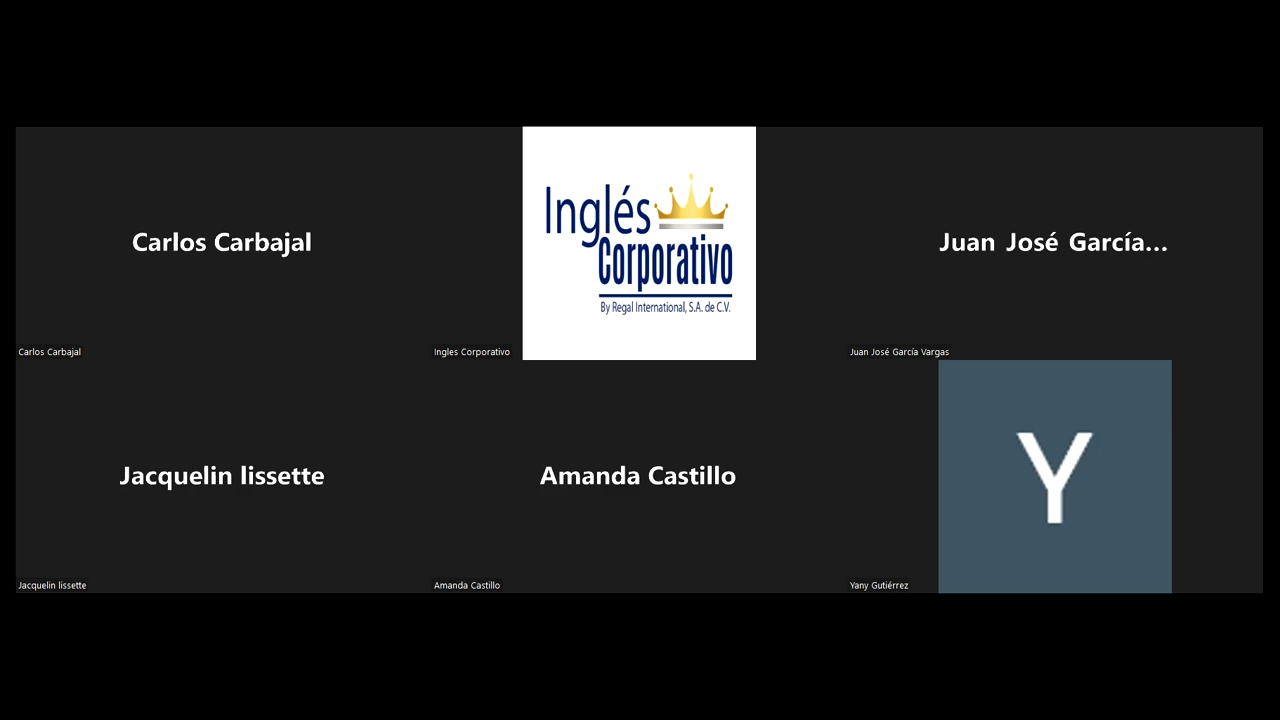 Carlos Carbajal
Carlos Carbajal
Inglés
Corporativo
By Regal International, S.A. de C.V.
Ingles Corporativo
Juan José García...
Juan José García Vargas
Jacquelin lissette
Jacquelin lissette
Amanda Castillo
Amanda Castillo
Y
Yany Gutiérrez